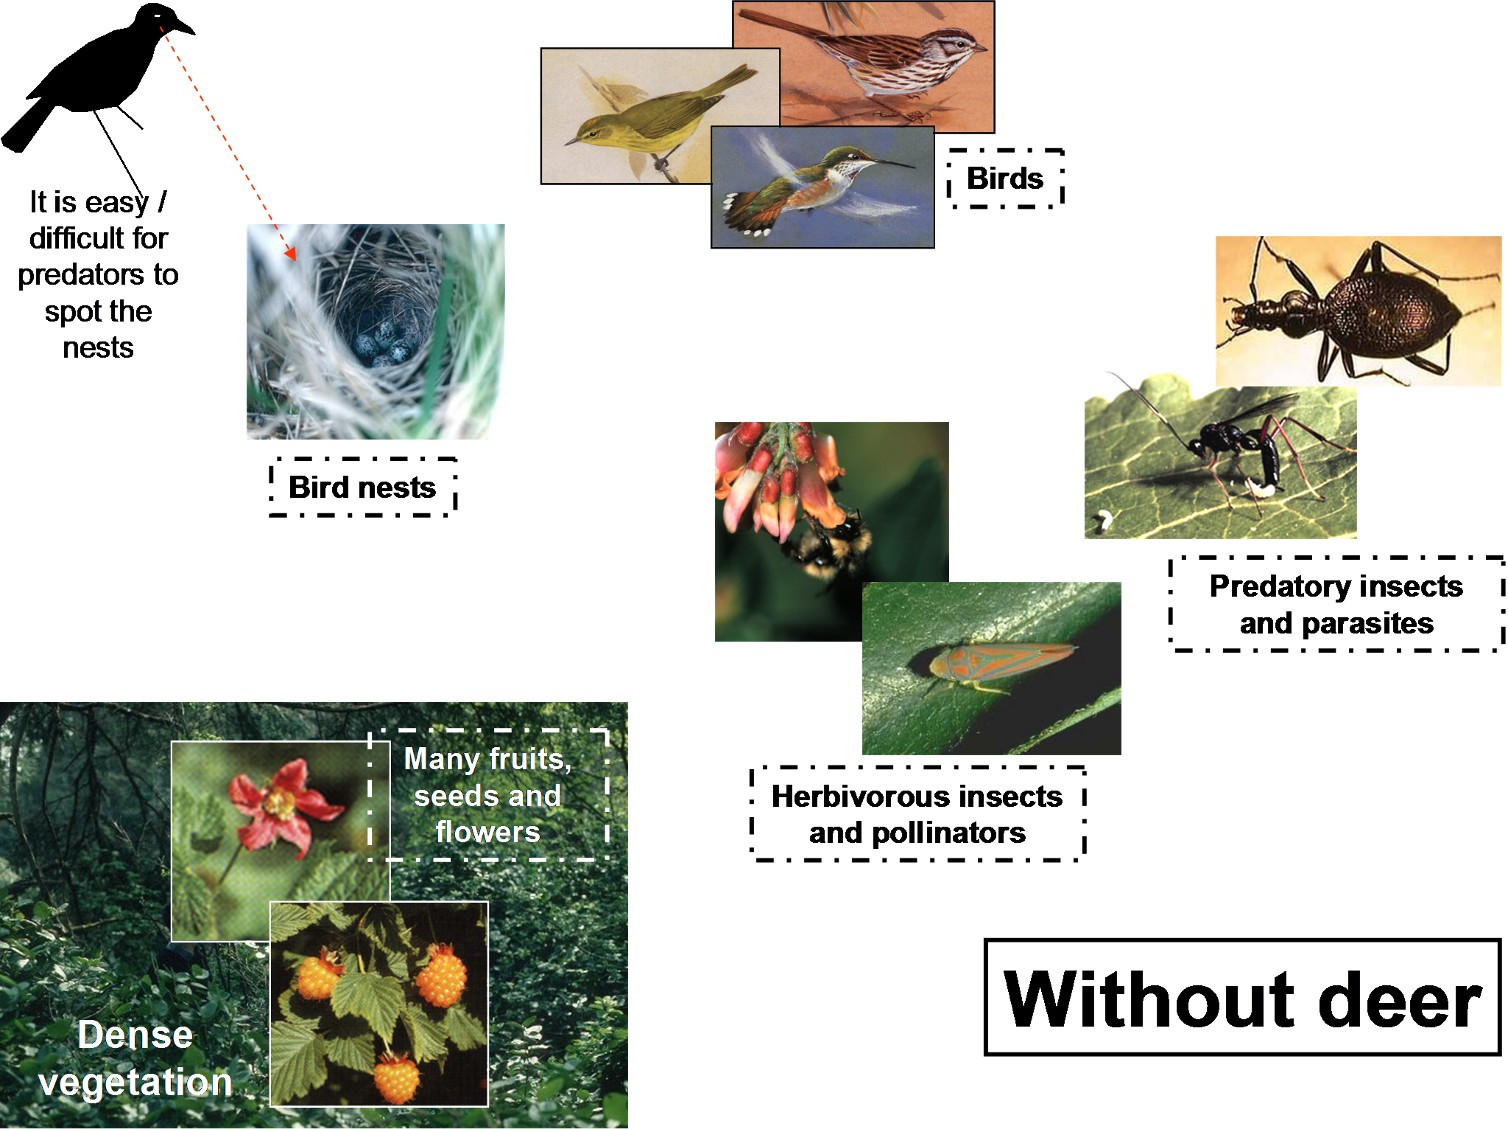 It is easy /
difficult for
predators to
spot the
nests
Birds
Bird nests
Predatory insects
and parasites
Many fruits,
seeds and
flowers
Herbivorous insects
and pollinators
Dense
vegetation
Without deer